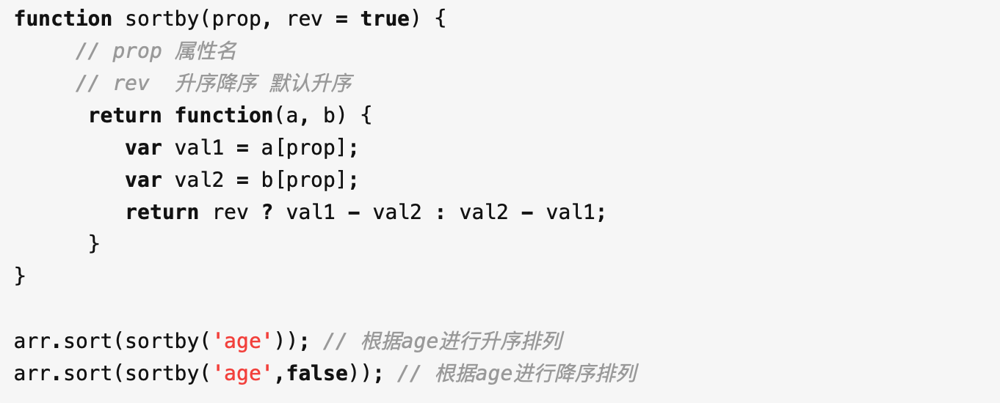 function sortby(prop, rev = true) {
     // prop 属性名
     // rev  升序降序 默认升序
      return function(a, b) {
         var val1 = a[prop];
         var val2 = b[prop];
         return rev ? val1 - val2 : val2 - val1;
      }
}

arr.sort(sortby('age')); // 根据age进行升序排列
arr.sort(sortby('age',false)); // 根据age进行降序排列